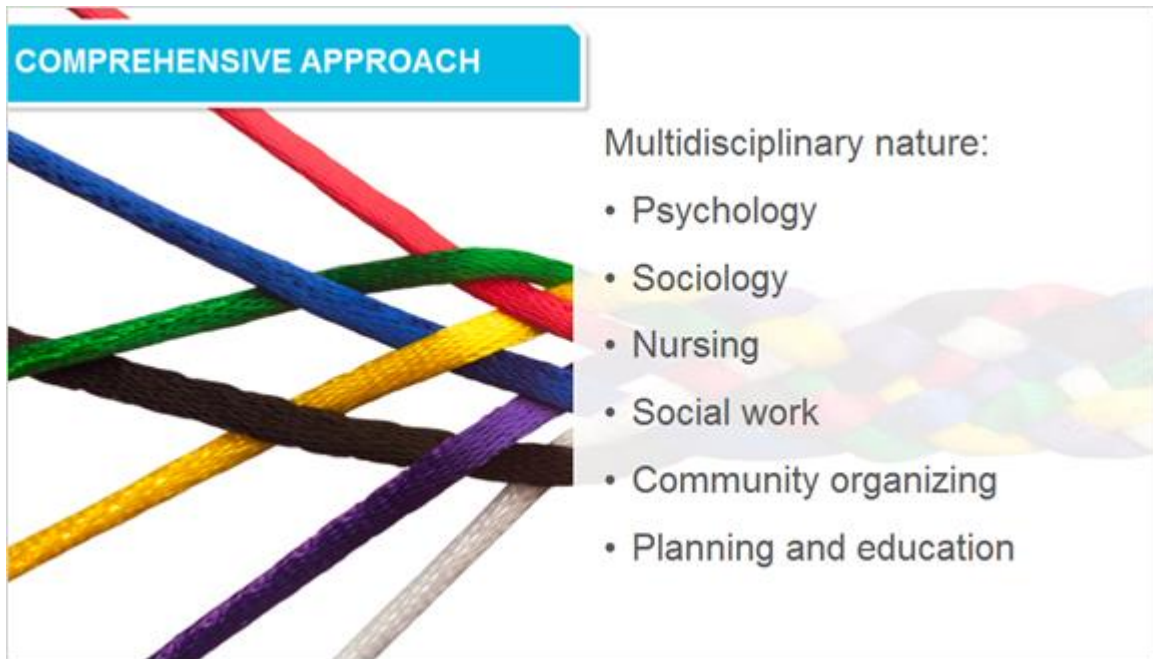 COMPREHENSIVE APPROACH
Multidisciplinary nature:
• Psychology
• Sociology
• Nursing
• Social work
• Community organizing
• Planning and education